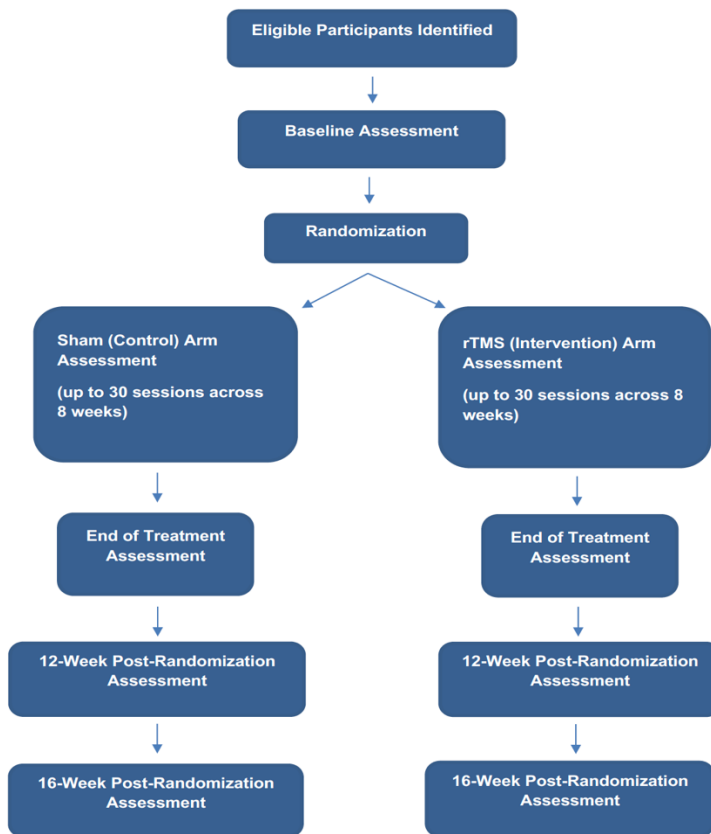 Eligible Participants Identified
Baseline Assessment
Randomization
Sham (Control) Arm
Assessment
(up to 30 sessions across
8 weeks)
rTMS (Intervention) Arm
Assessment
(up to 30 sessions across 8
weeks)
End of Treatment
Assessment
End of Treatment
Assessment
12-Week Post-Randomization
Assessment
12-Week Post-Randomization
Assessment
16-Week Post-Randomization
Assessment
16-Week Post-Randomization
Assessment